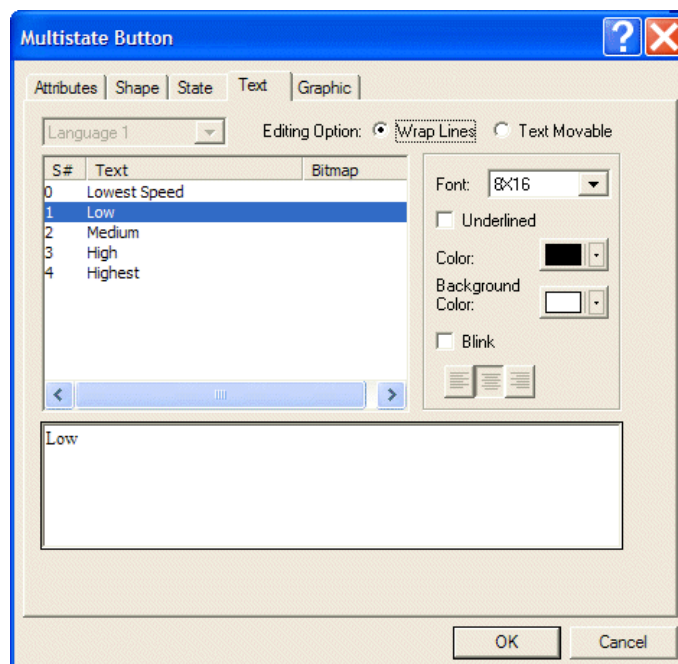 Multistate Button
Attributes Shape State Text Graphic
Language 1 Editing Option: Wrap Lines Text Movable
S# Text Bitmap
0 Lowest Speed
1 Low
2 Medium
3 High
4 Highest
Font: 8X16
Underlined
Color:
Background
Color:
Blink
Low
OK Cancel